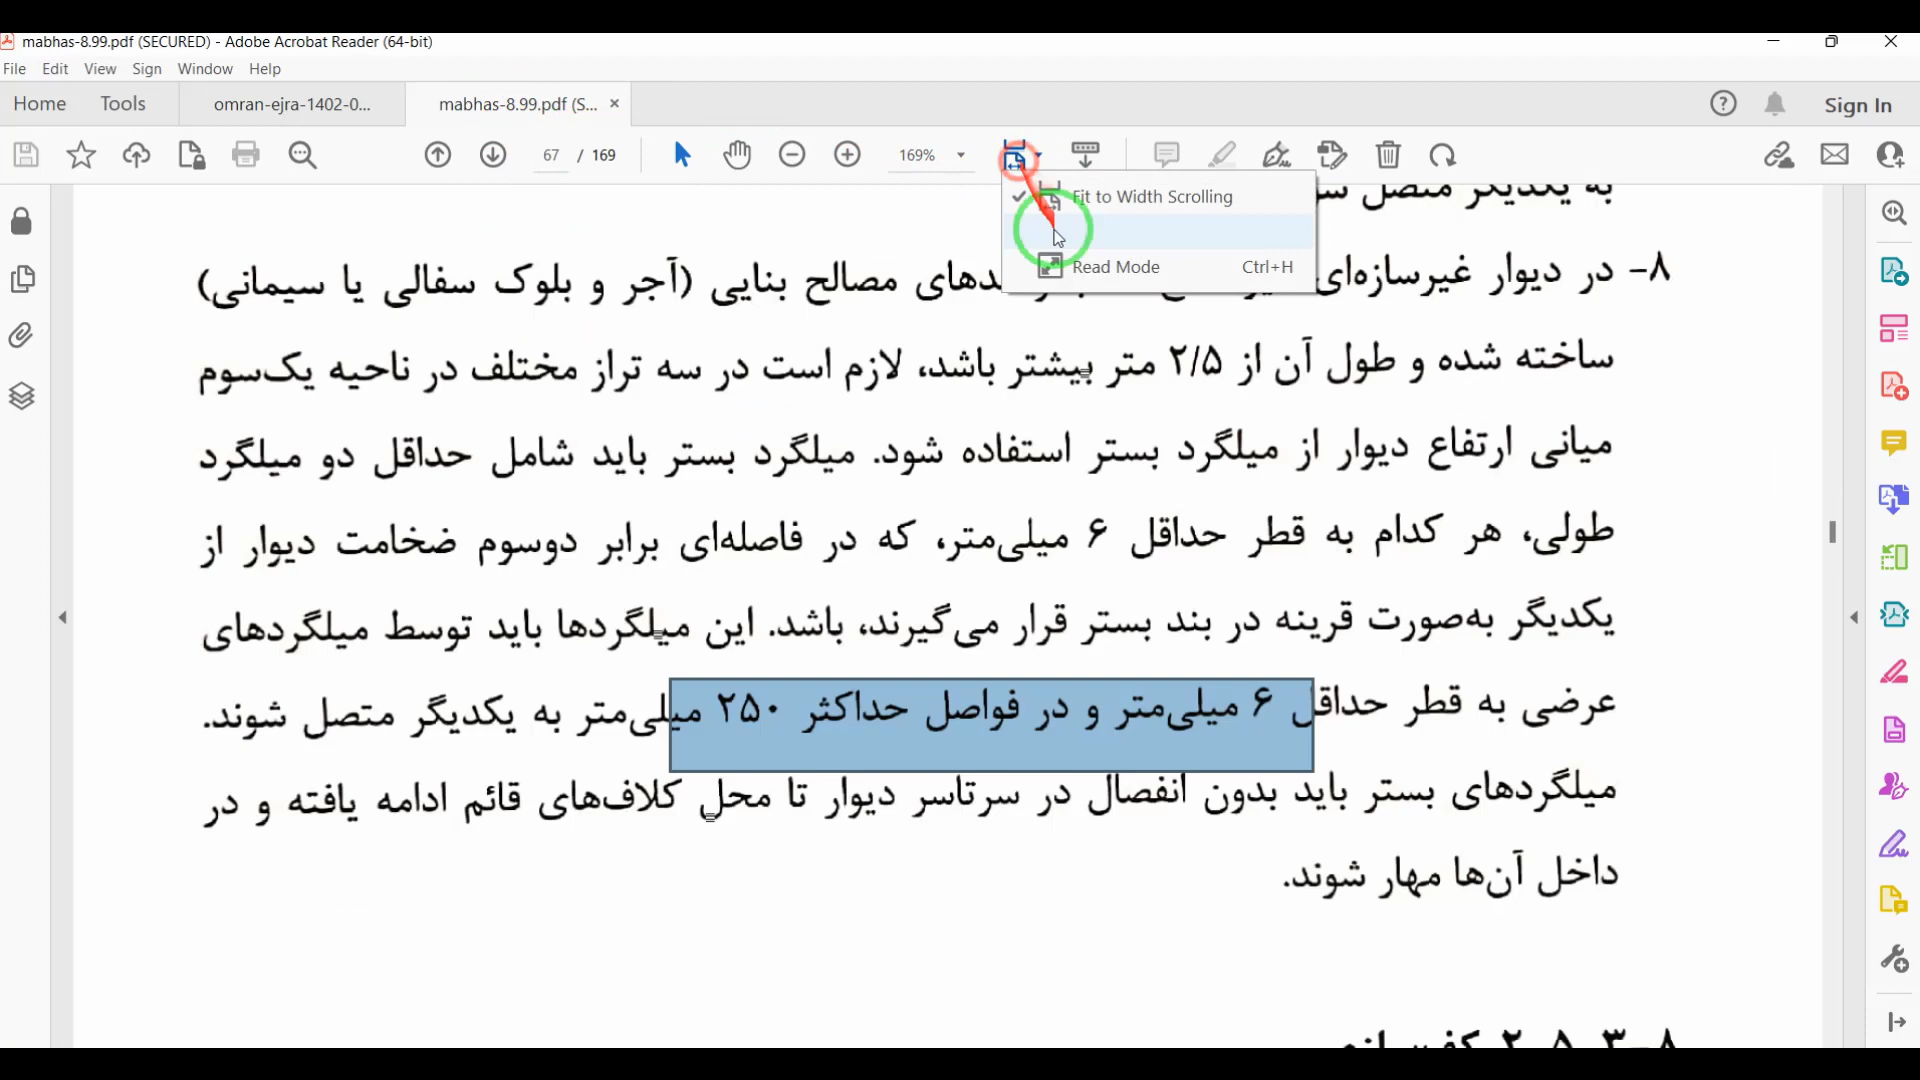 mabhas-8.99.pdf (SECURED) - Adobe Acrobat Reader (64-bit)
File Edit View Sign Window Help
Home Tools omran-ejra-1402-0... mabhas-8.99.pdf (S... × Sign In
67 / 169 169%
Fit to Width Scrolling
Read Mode Ctrl+H
به یکدیگر متصل
۸- در دیوار غیرسازه‌ای مصالح بنایی (آجر و بلوک سفالی یا سیمانی)
ساخته شده و طول آن از ۲/۵ متر بیشتر باشد، لازم است در سه تراز مختلف در ناحیه یک‌سوم
میانی ارتفاع دیوار از میلگرد بستر استفاده شود. میلگرد بستر باید شامل حداقل دو میلگرد
طولی، هر کدام به قطر حداقل ۶ میلی‌متر، که در فاصله‌ای برابر دوسوم ضخامت دیوار از
یکدیگر به‌صورت قرینه در بند بستر قرار می‌گیرند، باشد. این میلگردها باید توسط میلگردهای
عرضی به قطر حداقل ۶ میلی‌متر و در فواصل حداکثر ۲۵۰ میلی‌متر به یکدیگر متصل شوند.
میلگردهای بستر باید بدون انفصال در سرتاسر دیوار تا محل کلاف‌های قائم ادامه یافته و در
داخل آن‌ها مهار شوند.
۸-۳-۵-۲